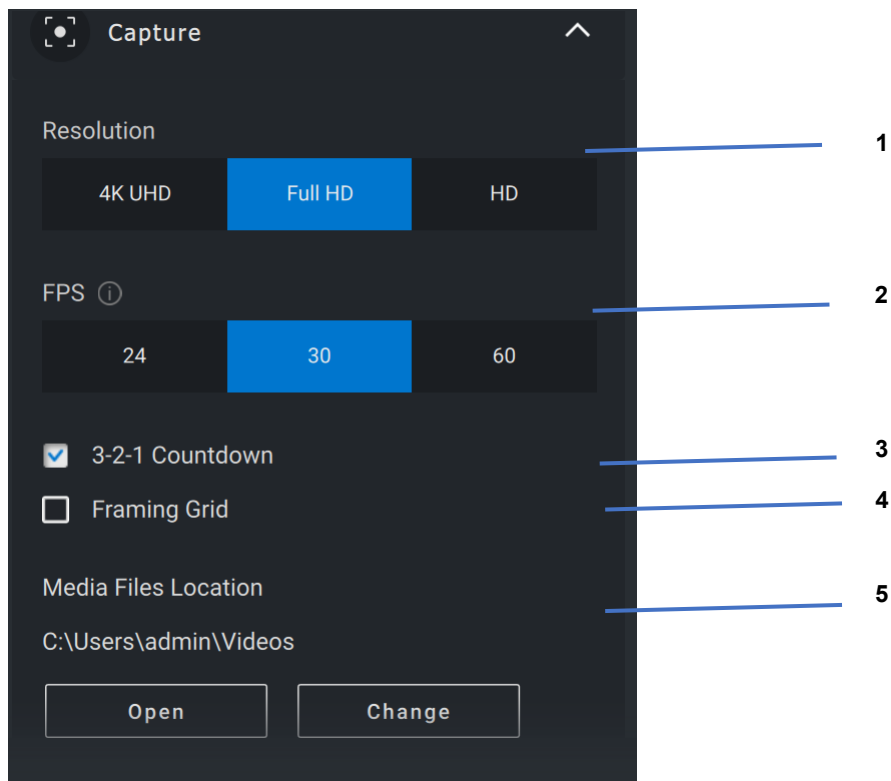 Capture
Resolution
1
4K UHD Full HD HD
FPS
2
24 30 60
3-2-1 Countdown
3
Framing Grid
4
Media Files Location
5
C:\Users\admin\Videos
Open Change